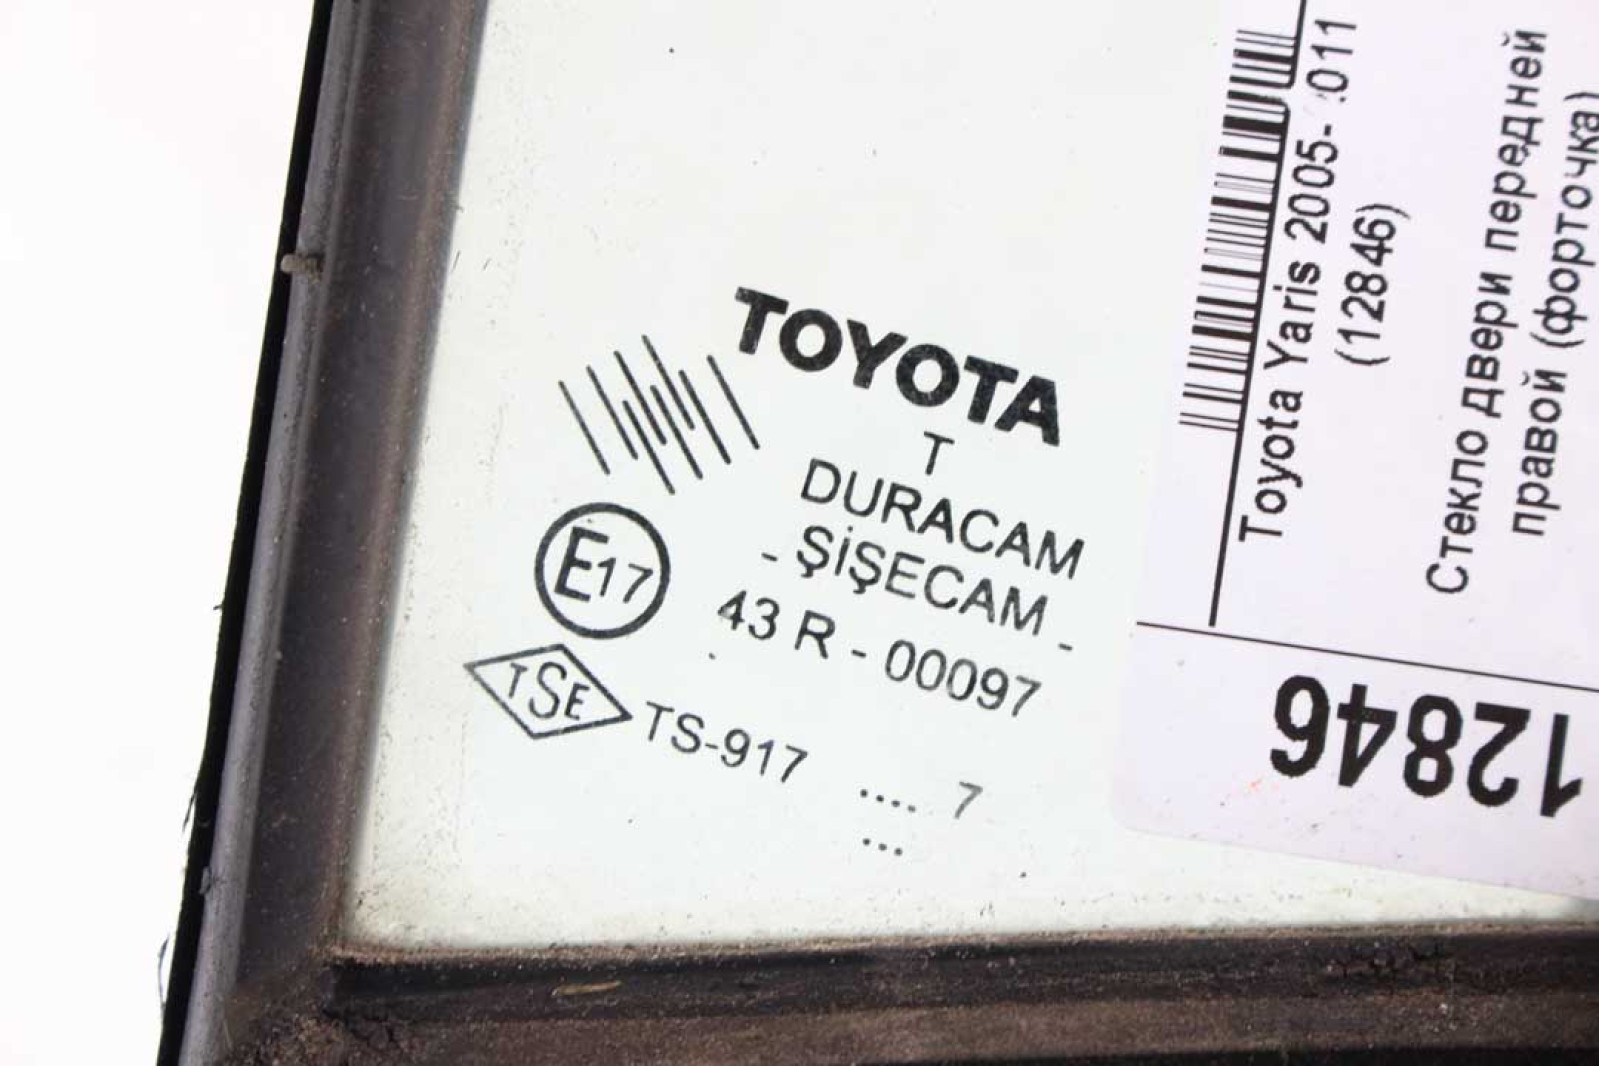 TOYOTA
T
DURACAM
- ŞİŞECAM -
43 R - 00097
E17
TSE
TS-917
.... 7
...
Toyota Yaris 2005- 011
(12846)
Стекло двери передней
правой (форточка)
12846